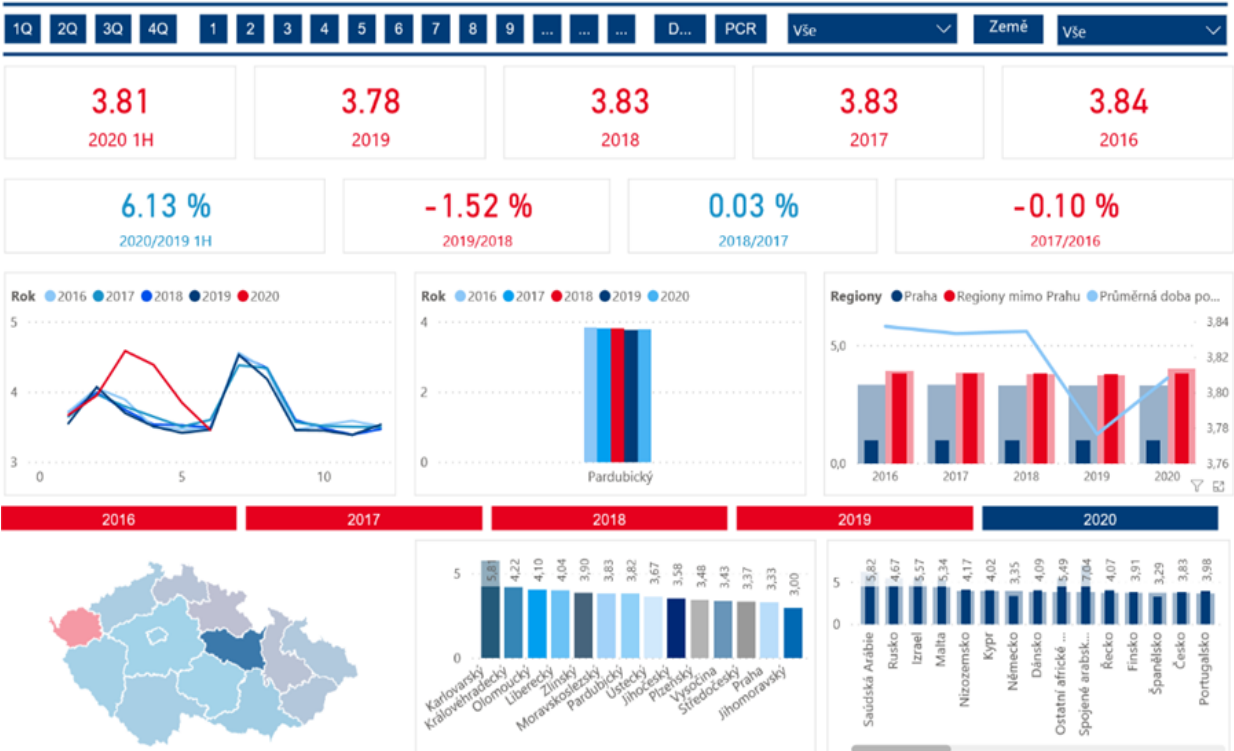 1Q 2Q 3Q 4Q 1 2 3 4 5 6 7 8 9 ... ... ... D... PCR Vše Země Vše
3.81 3.78 3.83 3.83 3.84
2020 1H 2019 2018 2017 2016
6.13 % -1.52 % 0.03 % -0.10 %
2020/2019 1H 2019/2018 2018/2017 2017/2016
Rok 2016 2017 2018 2019 2020
5
4
3
0 5 10
Rok 2016 2017 2018 2019 2020
4
2
0
Pardubický
Regiony Praha Regiony mimo Prahu Průměrná doba po...
5,0
0,0
3,84
3,82
3,80
3,78
3,76
2016 2017 2018 2019 2020
2016 2017 2018 2019 2020
5
0
5,81 4,22 4,10 4,04 3,90 3,83 3,82 3,67 3,58 3,48 3,43 3,37 3,33 3,00
Karlovarský
Královéhradecký
Olomoucký
Liberecký
Zlínský
Moravskoslezský
Pardubický
Ústecký
Jihočeský
Plzeňský
Vysočina
Středočeský
Praha
Jihomoravský
5
0
5,82 4,67 5,57 5,34 4,17 4,02 3,35 4,09 5,49 7,04 4,07 3,91 3,29 3,83 3,98
Saúdská Arábie
Rusko
Izrael
Malta
Nizozemsko
Kypr
Německo
Dánsko
Ostatní africké ...
Spojené arabsk...
Řecko
Finsko
Španělsko
Česko
Portugalsko